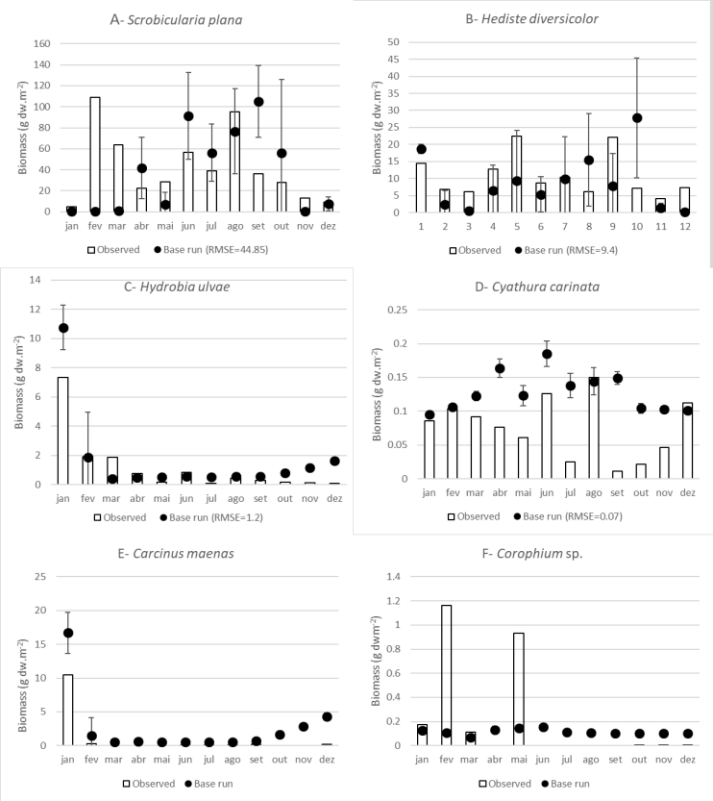 A- Scrobicularia plana
Biomass (g dw.m-2)
160
140
120
100
80
60
40
20
0
jan fev mar abr mai jun jul ago set out nov dez
Observed Base run (RMSE=44.85)
B- Hediste diversicolor
Biomass (g dw.m-2)
50
45
40
35
30
25
20
15
10
5
0
1 2 3 4 5 6 7 8 9 10 11 12
Observed Base run (RMSE=9.4)
C- Hydrobia ulvae
Biomass (g dw.m-2)
14
12
10
8
6
4
2
0
jan fev mar abr mai jun jul ago set out nov dez
Observed Base run (RMSE=1.2)
D- Cyathura carinata
Biomass (g dw.m-2)
0.25
0.2
0.15
0.1
0.05
0
jan fev mar abr mai jun jul ago set out nov dez
Observed Base run (RMSE=0.07)
E- Carcinus maenas
Biomass (g dw.m-2)
25
20
15
10
5
0
jan fev mar abr mai jun jul ago set out nov dez
Observed Base run
F- Corophium sp.
Biomass (g dwm-2)
1.4
1.2
1
0.8
0.6
0.4
0.2
0
jan fev mar abr mai jun jul ago set out nov dez
Observed Base run